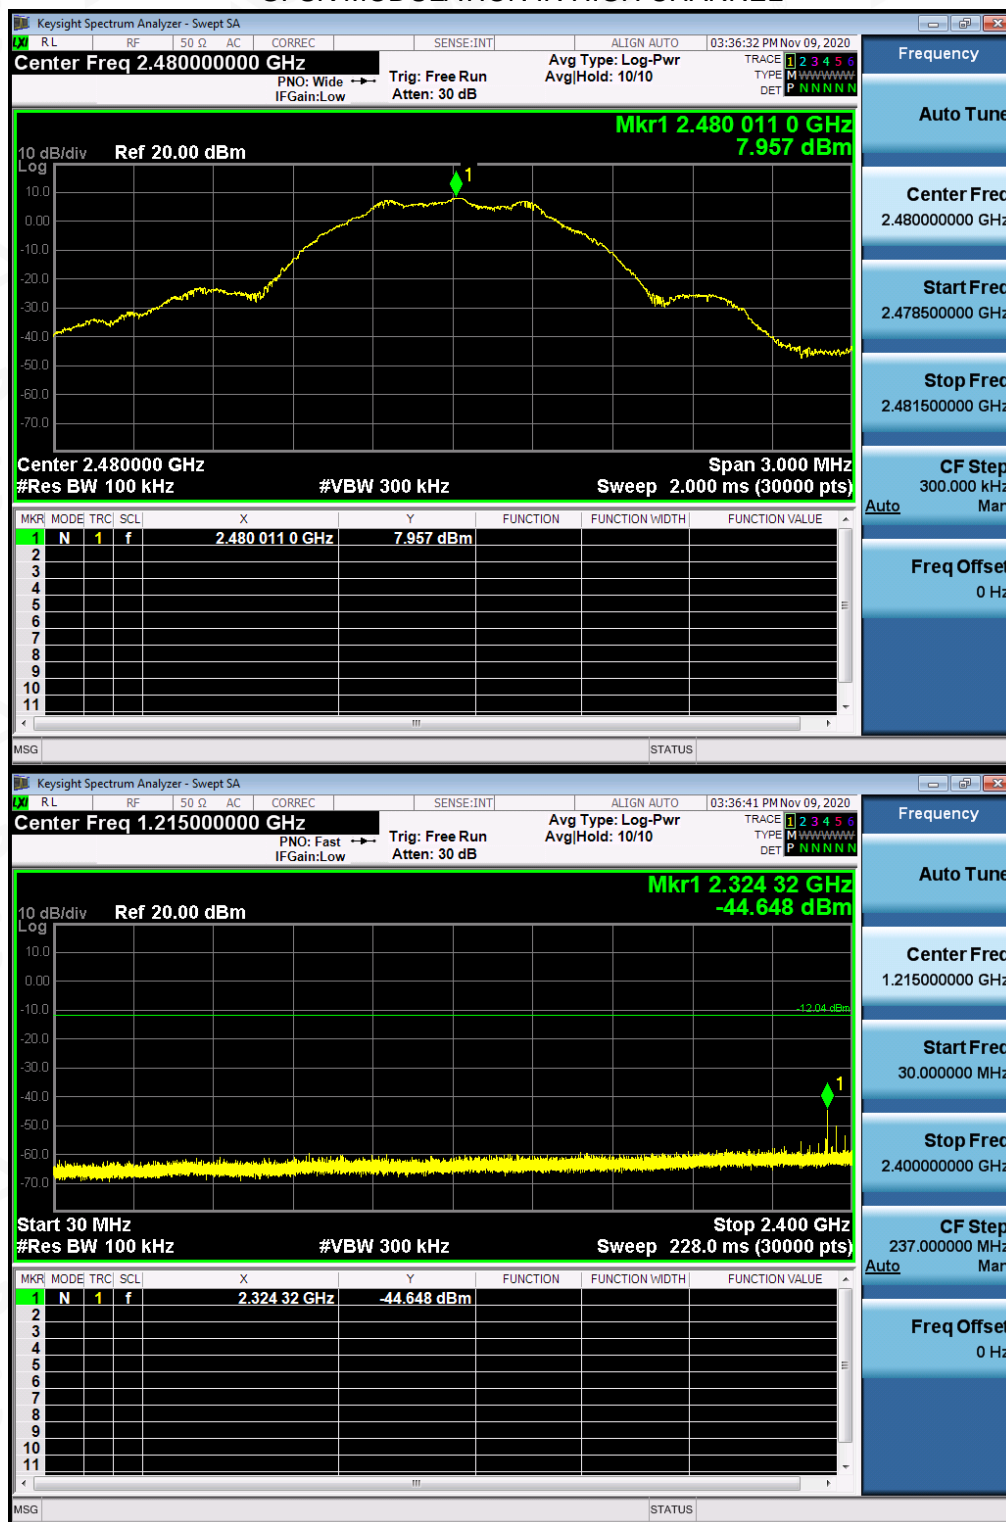 MODULATION IN HIGH CHANNEL
Keysight Spectrum Analyzer - Swept SA
LXI RL RF 50 Ω AC CORREC SENSE:INT ALIGN AUTO 03:36:32 PM Nov 09, 2020
Center Freq 2.480000000 GHz
PNO: Wide
IFGain:Low
Trig: Free Run
Atten: 30 dB
Avg Type: Log-Pwr
Avg|Hold: 10/10
TRACE 1 2 3 4 5 6
TYPE M WWWWW
DET P N N N N N
Mkr1 2.480 011 0 GHz
7.957 dBm
10 dB/div Ref 20.00 dBm
Log
1
10.0
0.00
-10.0
-20.0
-30.0
-40.0
-50.0
-60.0
-70.0
Center 2.480000 GHz Span 3.000 MHz
#Res BW 100 kHz #VBW 300 kHz Sweep 2.000 ms (30000 pts)
MKR MODE TRC SCL X Y FUNCTION FUNCTION WIDTH FUNCTION VALUE
1 N 1 f 2.480 011 0 GHz 7.957 dBm
2
3
4
5
6
7
8
9
10
11
MSG STATUS
Frequency
Auto Tune
Center Freq
2.480000000 GHz
Start Freq
2.478500000 GHz
Stop Freq
2.481500000 GHz
CF Step
300.000 kHz
Auto Man
Freq Offset
0 Hz
Keysight Spectrum Analyzer - Swept SA
LXI RL RF 50 Ω AC CORREC SENSE:INT ALIGN AUTO 03:36:41 PM Nov 09, 2020
Center Freq 1.215000000 GHz
PNO: Fast
IFGain:Low
Trig: Free Run
Atten: 30 dB
Avg Type: Log-Pwr
Avg|Hold: 10/10
TRACE 1 2 3 4 5 6
TYPE M WWWWW
DET P N N N N N
Mkr1 2.324 32 GHz
-44.648 dBm
10 dB/div Ref 20.00 dBm
Log
10.0
0.00
-10.0
-12.04 dBm
-20.0
-30.0
1
-40.0
-50.0
-60.0
-70.0
Start 30 MHz Stop 2.400 GHz
#Res BW 100 kHz #VBW 300 kHz Sweep 228.0 ms (30000 pts)
MKR MODE TRC SCL X Y FUNCTION FUNCTION WIDTH FUNCTION VALUE
1 N 1 f 2.324 32 GHz -44.648 dBm
2
3
4
5
6
7
8
9
10
11
MSG STATUS
Frequency
Auto Tune
Center Freq
1.215000000 GHz
Start Freq
30.000000 MHz
Stop Freq
2.400000000 GHz
CF Step
237.000000 MHz
Auto Man
Freq Offset
0 Hz